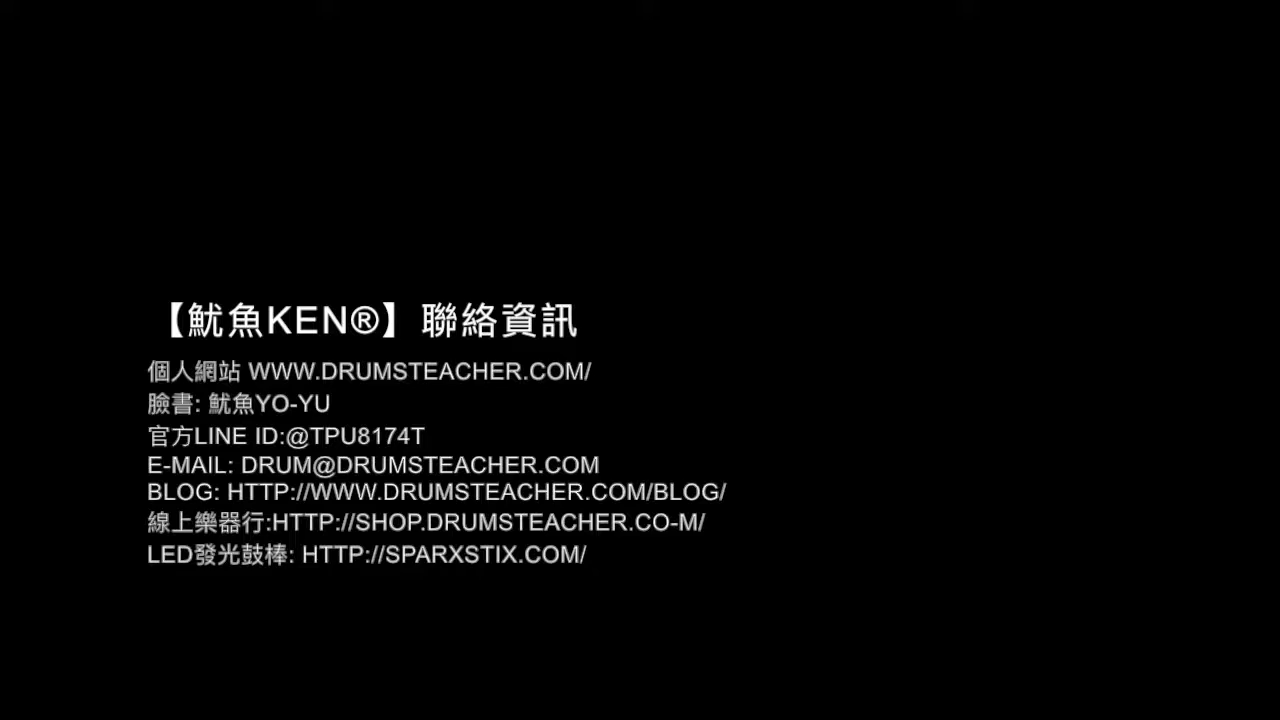 【魷魚KEN®】聯絡資訊
個人網站 WWW.DRUMSTEACHER.COM/
臉書: 魷魚YO-YU
官方LINE ID:@TPU8174T
E-MAIL: DRUM@DRUMSTEACHER.COM
BLOG: HTTP://WWW.DRUMSTEACHER.COM/BLOG/
線上樂器行:HTTP://SHOP.DRUMSTEACHER.CO-M/
LED發光鼓棒: HTTP://SPARXSTIX.COM/